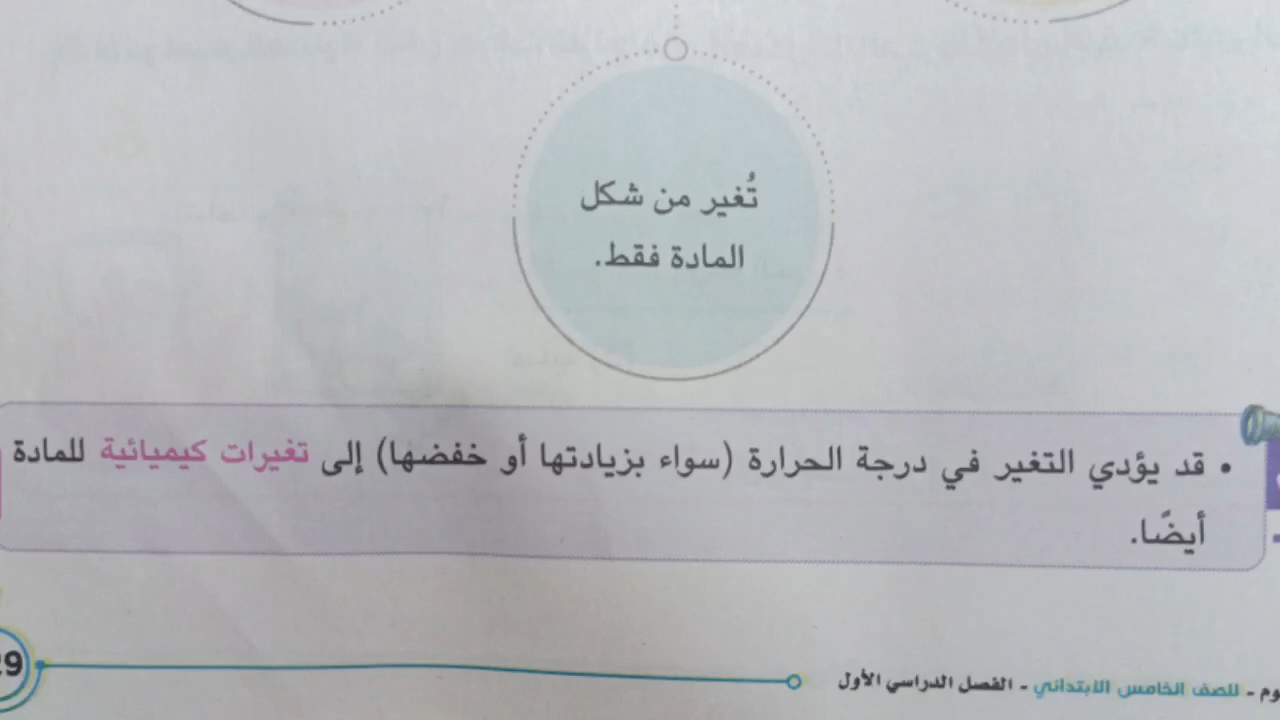 تُغير من شكل
المادة فقط.
• قد يؤدي التغير في درجة الحرارة (سواء بزيادتها أو خفضها) إلى تغيرات كيميائية للمادة
أيضًا.
للصف الخامس الابتدائي - الفصل الدراسي الأول